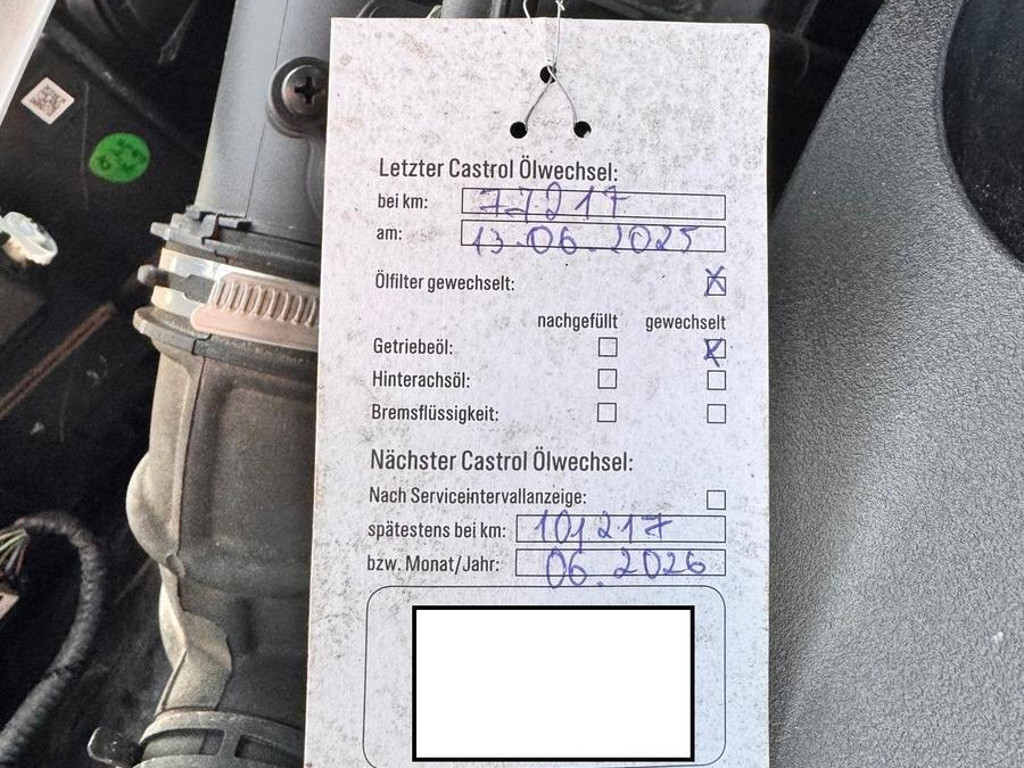 Letzter Castrol Ölwechsel:
bei km: 77217
am: 13.06.2025
Ölfilter gewechselt:
nachgefüllt gewechselt
Getriebeöl:
Hinterachsöl:
Bremsflüssigkeit:
Nächster Castrol Ölwechsel:
Nach Serviceintervallanzeige:
spätestens bei km: 101217
bzw. Monat/Jahr: 06.2026